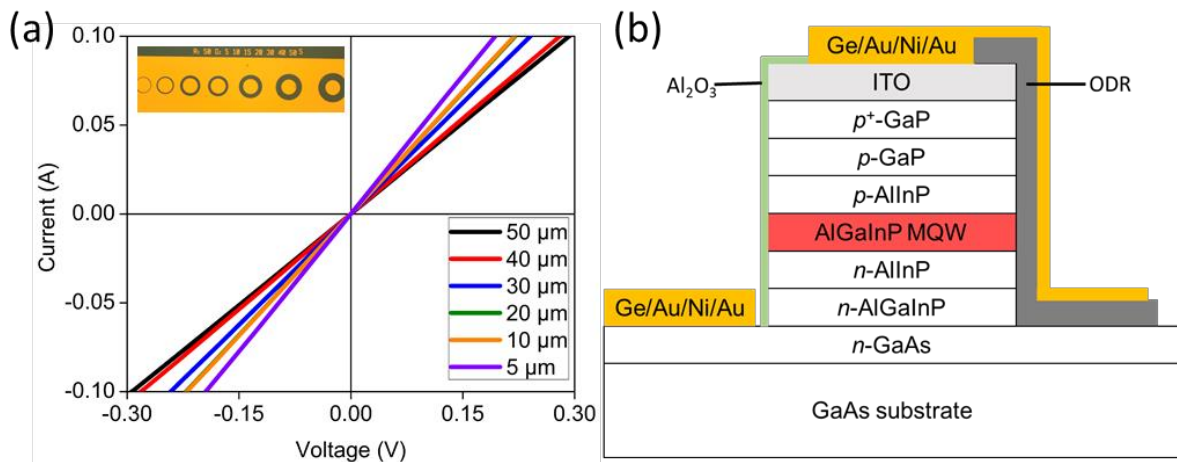 (a)
0.10
0.05
0.00
-0.05
-0.10
Current (A)
-0.30
-0.15
0.00
0.15
0.30
Voltage (V)
50 μm
40 μm
30 μm
20 μm
10 μm
5 μm
(b)
Ge/Au/Ni/Au
Al₂O₃
ODR
ITO
p⁺-GaP
p-GaP
p-AlInP
AlGaInP MQW
n-AlInP
Ge/Au/Ni/Au
n-AlGaInP
n-GaAs
GaAs substrate